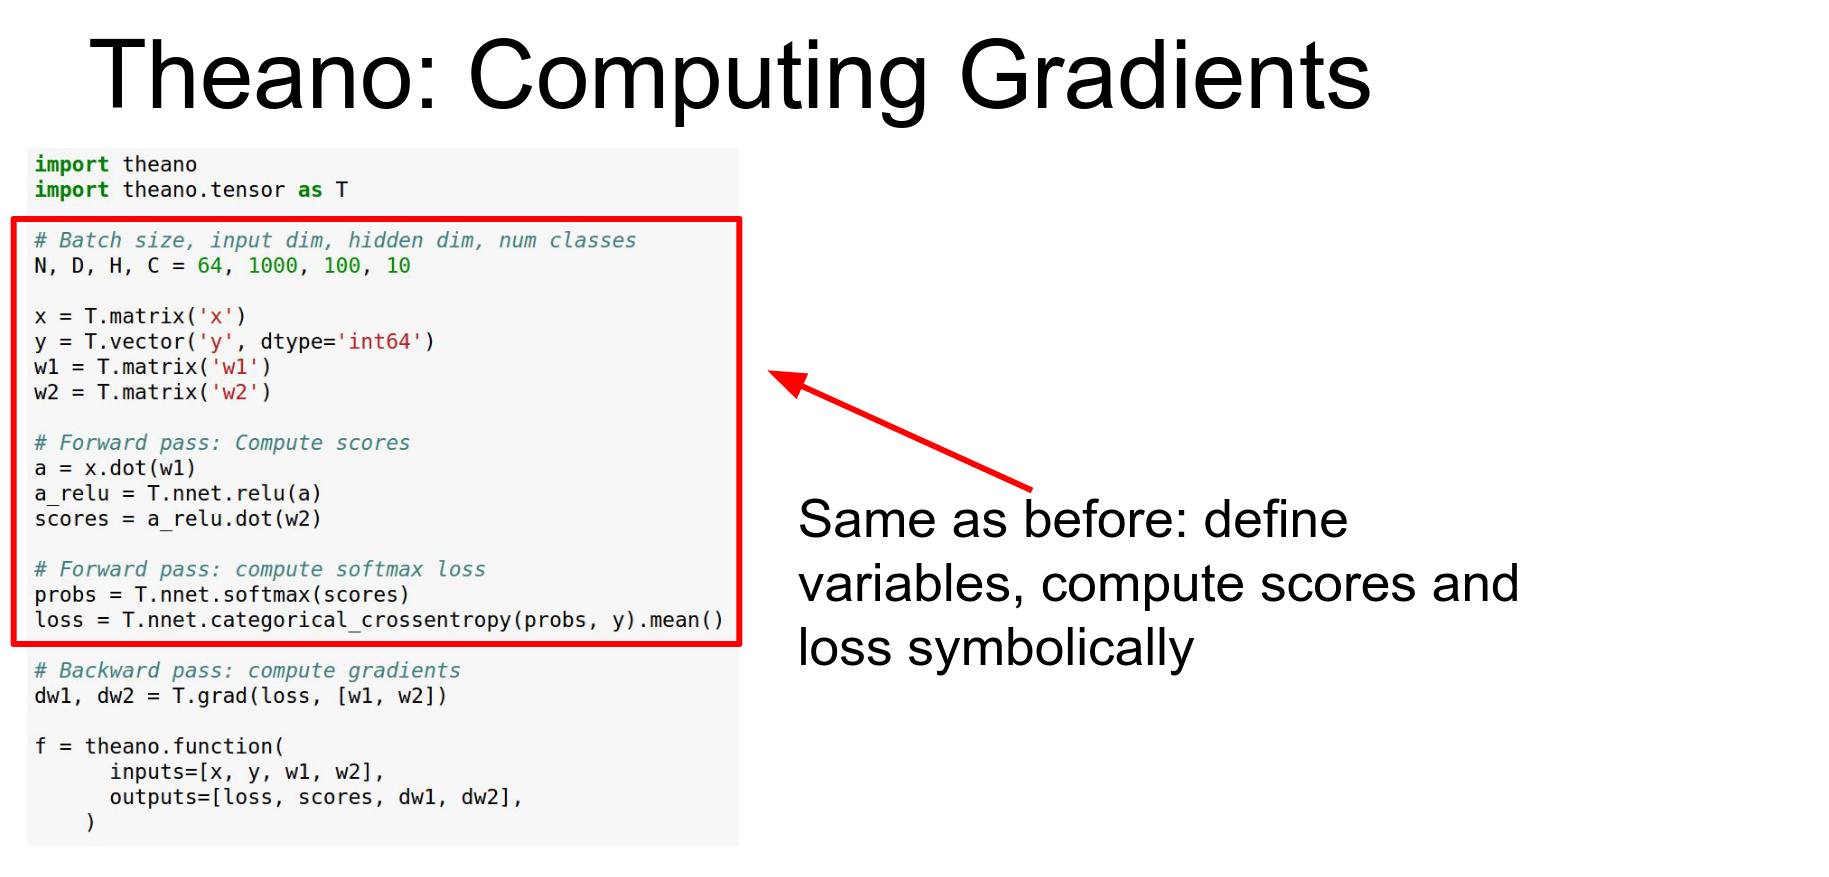 Theano: Computing Gradients
import theano
import theano.tensor as T
# Batch size, input dim, hidden dim, num classes
N, D, H, C = 64, 1000, 100, 10
x = T.matrix('x')
y = T.vector('y', dtype='int64')
w1 = T.matrix('w1')
w2 = T.matrix('w2')
# Forward pass: Compute scores
a = x.dot(w1)
a_relu = T.nnet.relu(a)
scores = a_relu.dot(w2)
# Forward pass: compute softmax loss
probs = T.nnet.softmax(scores)
loss = T.nnet.categorical_crossentropy(probs, y).mean()
# Backward pass: compute gradients
dw1, dw2 = T.grad(loss, [w1, w2])
f = theano.function(
      inputs=[x, y, w1, w2],
      outputs=[loss, scores, dw1, dw2],
    )
Same as before: define
variables, compute scores and
loss symbolically